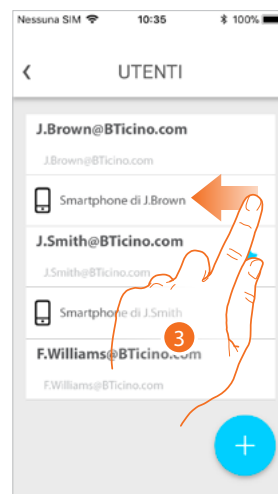 Nessuna SIM 10:35 100%
UTENTI
J.Brown@BTicino.com
J.Brown@BTicino.com
Smartphone di J.Brown
J.Smith@BTicino.com
J.Smith@BTicino.com
Smartphone di J.Smith
3
F.Williams@BTicino.com
F.Williams@BTicino.com
+